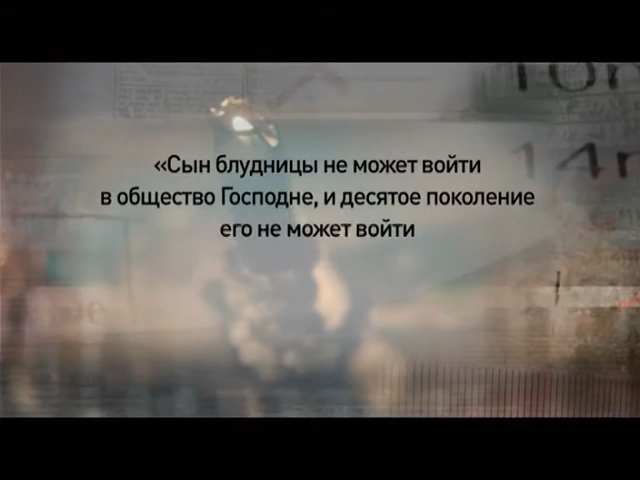 «Сын блудницы не может войти
в общество Господне, и десятое поколение
его не может войти